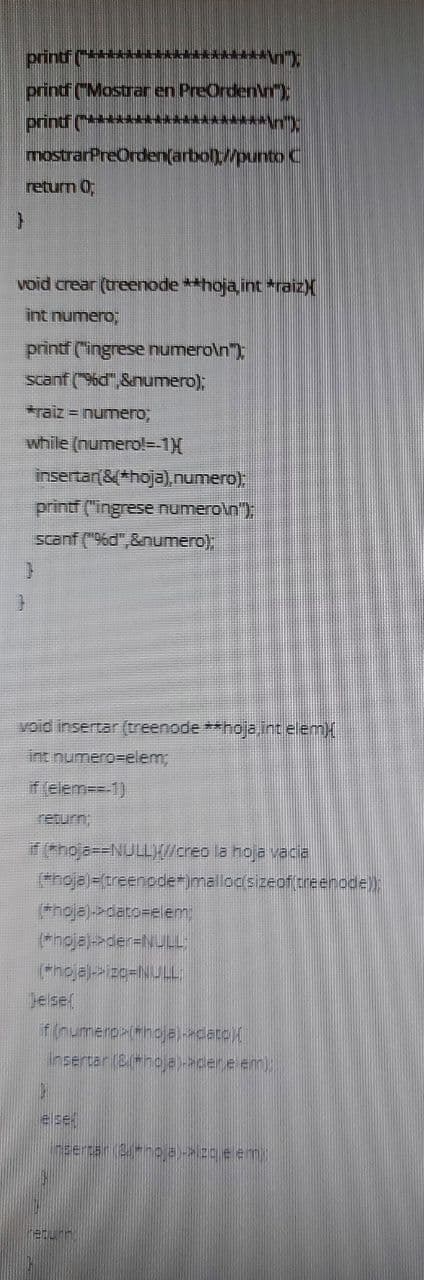 printf ("*******************\n");
printf ("Mostrar en PreOrden\n");
printf ("*******************\n");
mostrarPreOrden(arbol);//punto C
return 0;
}
void crear (treenode **hoja,int *raiz){
int numero;
printf ("ingrese numero\n");
scanf ("%d",&numero);
*raiz = numero;
while (numero!=-1){
insertar(&(*hoja),numero);
printf ("ingrese numero\n");
scanf ("%d",&numero);
}
}
void insertar (treenode **hoja,int elem){
int numero=elem;
if (elem==-1)
return;
if (*hoja==NULL){//creo la hoja vacia
(*hoja)=(treenode*)malloc(sizeof(treenode));
(*hoja)->dato=elem;
(*hoja)->der=NULL;
(*hoja)->izq=NULL;
}else{
if (numero>(*hoja)->dato){
insertar (&(*hoja)->der,elem);
}
else{
insertar (&(*hoja)->izq,elem);
}
}
return;
}